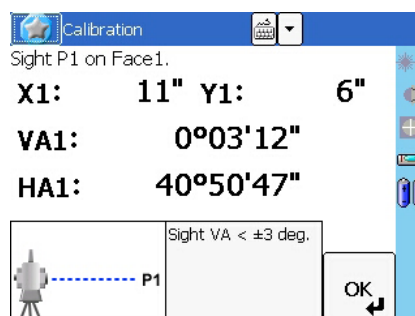 Calibration
Sight P1 on Face1.
X1: 11" Y1: 6"
VA1: 0°03'12"
HA1: 40°50'47"
Sight VA < ±3 deg.
P1
OK